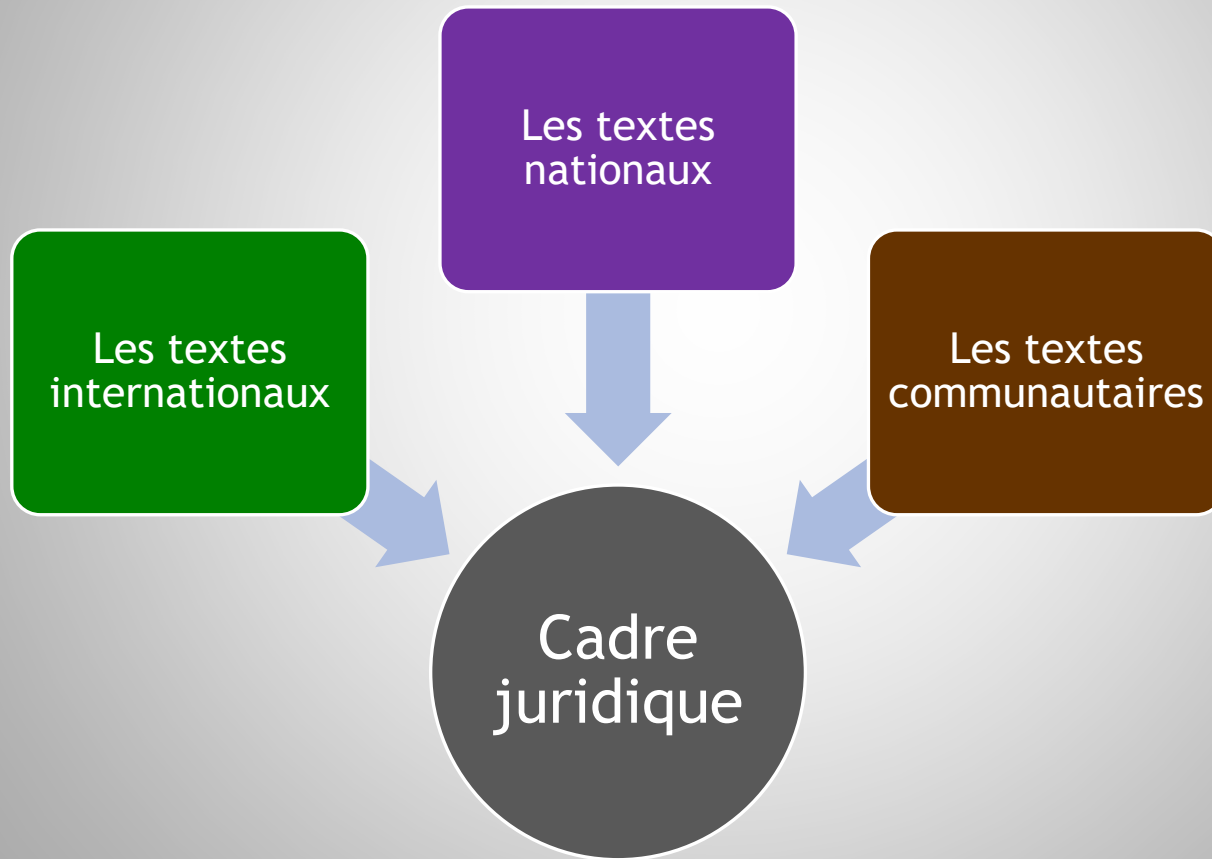 Les textes
nationaux
Les textes
internationaux
Les textes
communautaires
Cadre
juridique